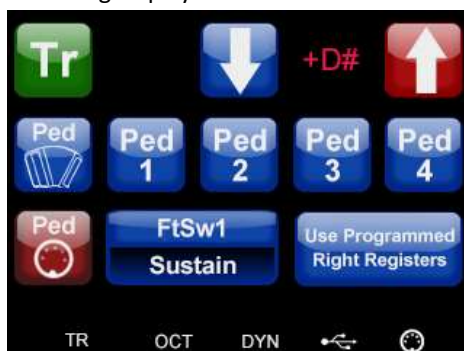 Tr +D#
Ped Ped Ped Ped Ped
1 2 3 4
Ped FtSw1 Use Programmed
Sustain Right Registers
TR OCT DYN